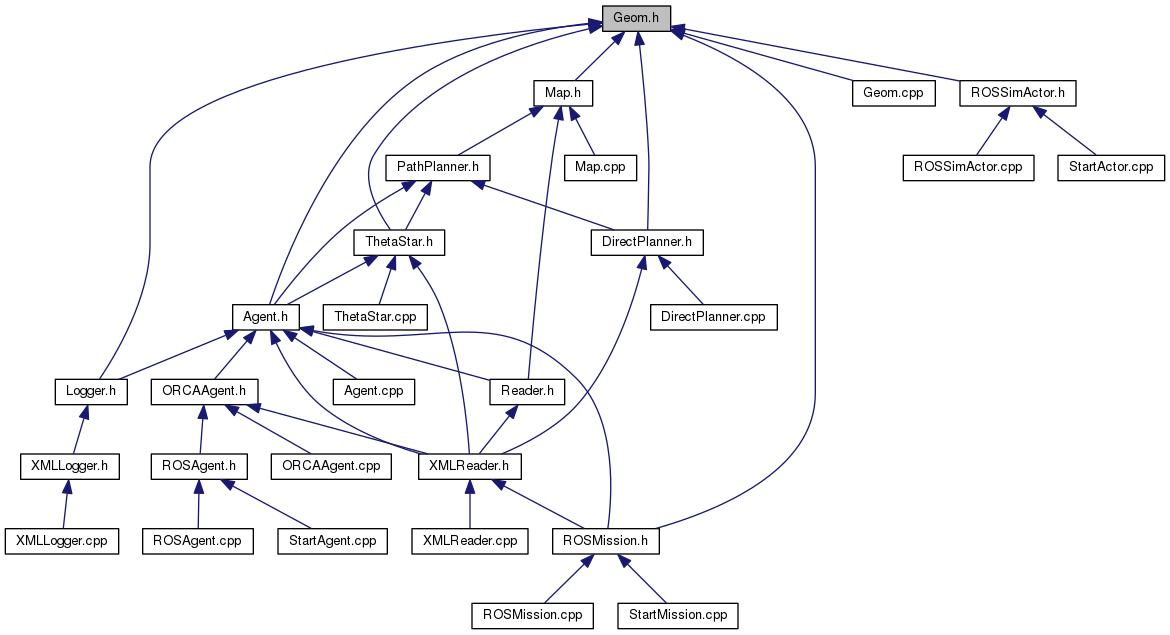 Geom.h
Map.h
Geom.cpp
ROSSimActor.h
PathPlanner.h
Map.cpp
ROSSimActor.cpp
StartActor.cpp
ThetaStar.h
DirectPlanner.h
Agent.h
ThetaStar.cpp
DirectPlanner.cpp
Logger.h
ORCAAgent.h
Agent.cpp
Reader.h
XMLLogger.h
ROSAgent.h
ORCAAgent.cpp
XMLReader.h
XMLLogger.cpp
ROSAgent.cpp
StartAgent.cpp
XMLReader.cpp
ROSMission.h
ROSMission.cpp
StartMission.cpp